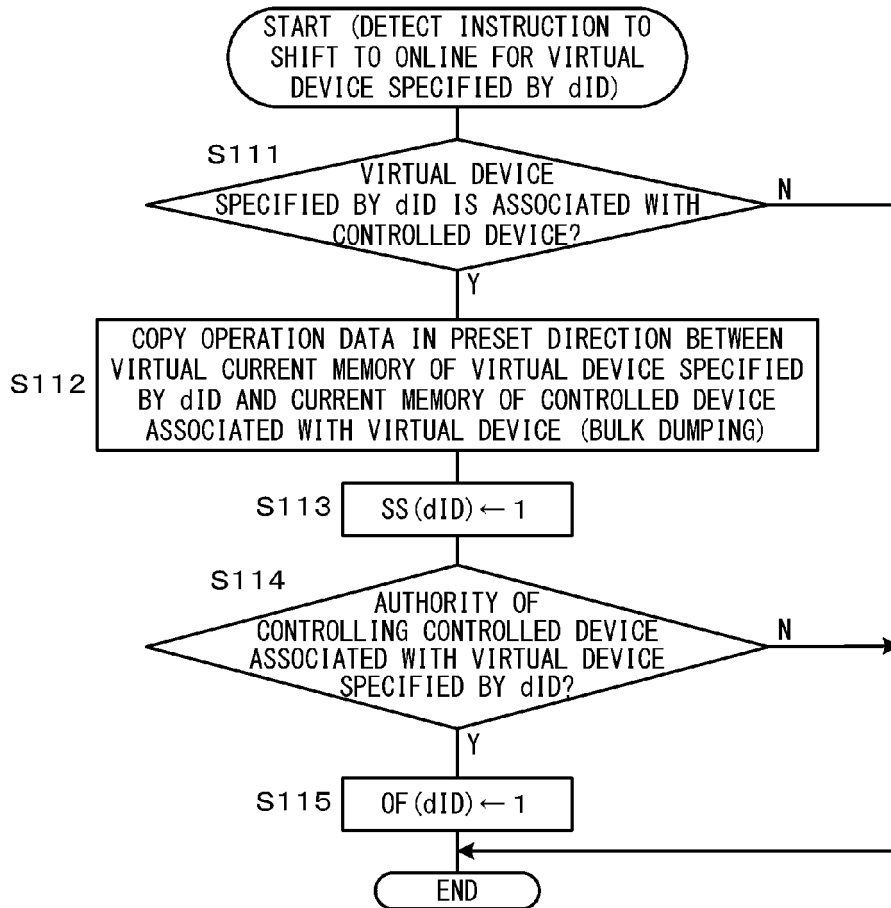 START (DETECT INSTRUCTION TO
SHIFT TO ONLINE FOR VIRTUAL
DEVICE SPECIFIED BY dID)
S111
VIRTUAL DEVICE
SPECIFIED BY dID IS ASSOCIATED WITH
CONTROLLED DEVICE?
N
Y
S112
COPY OPERATION DATA IN PRESET DIRECTION BETWEEN
VIRTUAL CURRENT MEMORY OF VIRTUAL DEVICE SPECIFIED
BY dID AND CURRENT MEMORY OF CONTROLLED DEVICE
ASSOCIATED WITH VIRTUAL DEVICE (BULK DUMPING)
S113
SS(dID)←1
S114
AUTHORITY OF
CONTROLLING CONTROLLED DEVICE
ASSOCIATED WITH VIRTUAL DEVICE
SPECIFIED BY dID?
N
Y
S115
OF(dID)←1
END